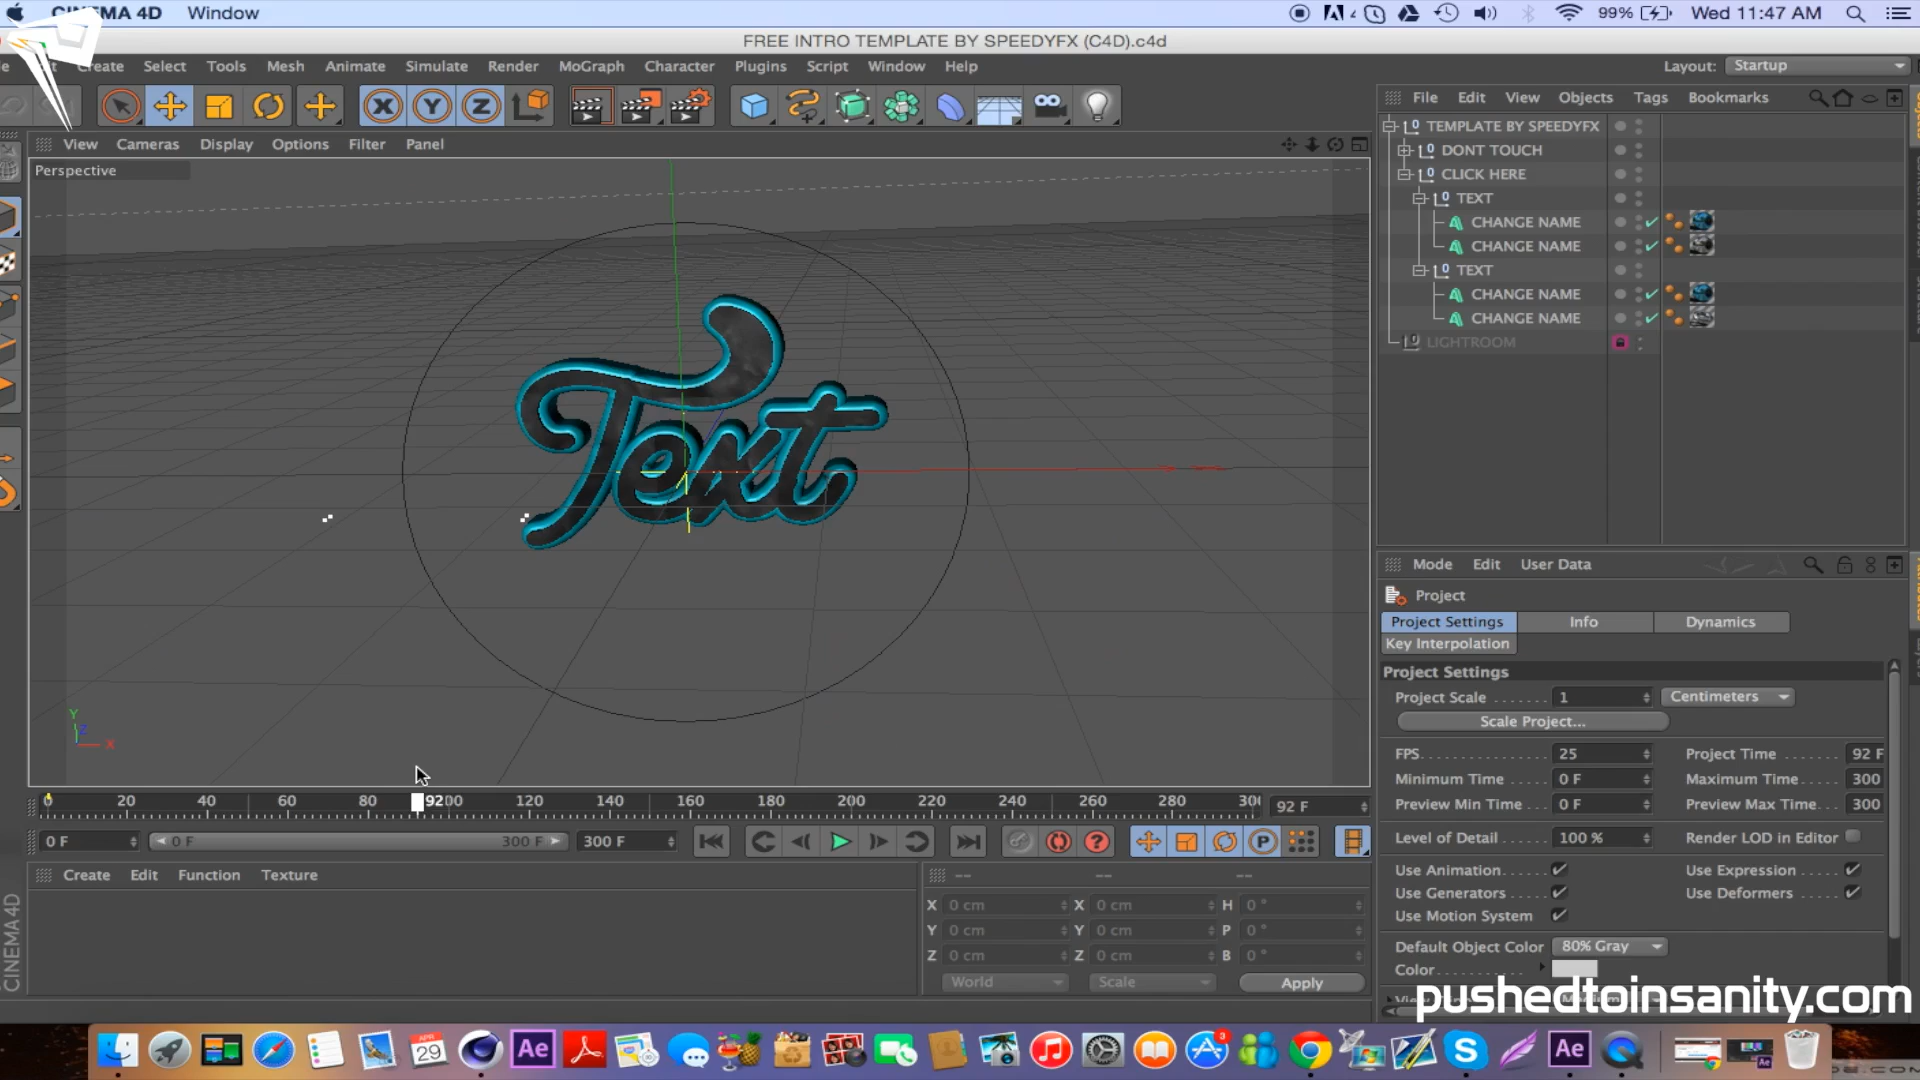 CINEMA 4D Window
99% Wed 11:47 AM
FREE INTRO TEMPLATE BY SPEEDYFX (C4D).c4d
Create Select Tools Mesh Animate Simulate Render MoGraph Character Plugins Script Window Help
Layout: Startup
View Cameras Display Options Filter Panel
Perspective
Text
Y
Z
X
0 20 40 60 80 92 00 120 140 160 180 200 220 240 260 280 30
92 F
0 F 0 F 300 F 300 F
Create Edit Function Texture
-- -- --
X 0 cm X 0 cm H 0 °
Y 0 cm Y 0 cm P 0 °
Z 0 cm Z 0 cm B 0 °
World Scale Apply
CINEMA 4D
File Edit View Objects Tags Bookmarks
TEMPLATE BY SPEEDYFX
DONT TOUCH
CLICK HERE
TEXT
CHANGE NAME
CHANGE NAME
TEXT
CHANGE NAME
CHANGE NAME
LIGHTROOM
Mode Edit User Data
Project
Project Settings Info Dynamics
Key Interpolation
Project Settings
Project Scale 1 Centimeters
Scale Project...
FPS 25 Project Time 92 F
Minimum Time 0 F Maximum Time 300
Preview Min Time 0 F Preview Max Time 300
Level of Detail 100 % Render LOD in Editor
Use Animation Use Expression
Use Generators Use Deformers
Use Motion System
Default Object Color 80% Gray
Color
pushedtoinsanity.com
APR
29
Ae
3
Ae